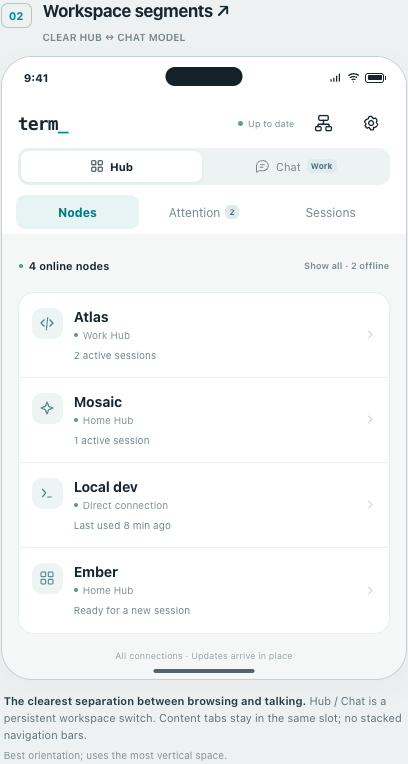 02 Workspace segments ↗
CLEAR HUB ⇔ CHAT MODEL
9:41
term_
Up to date
Hub
Chat Work
Nodes Attention 2 Sessions
4 online nodes Show all · 2 offline
Atlas
Work Hub
2 active sessions
Mosaic
Home Hub
1 active session
Local dev
Direct connection
Last used 8 min ago
Ember
Home Hub
Ready for a new session
All connections · Updates arrive in place
The clearest separation between browsing and talking. Hub / Chat is a
persistent workspace switch. Content tabs stay in the same slot; no stacked
navigation bars.
Best orientation; uses the most vertical space.